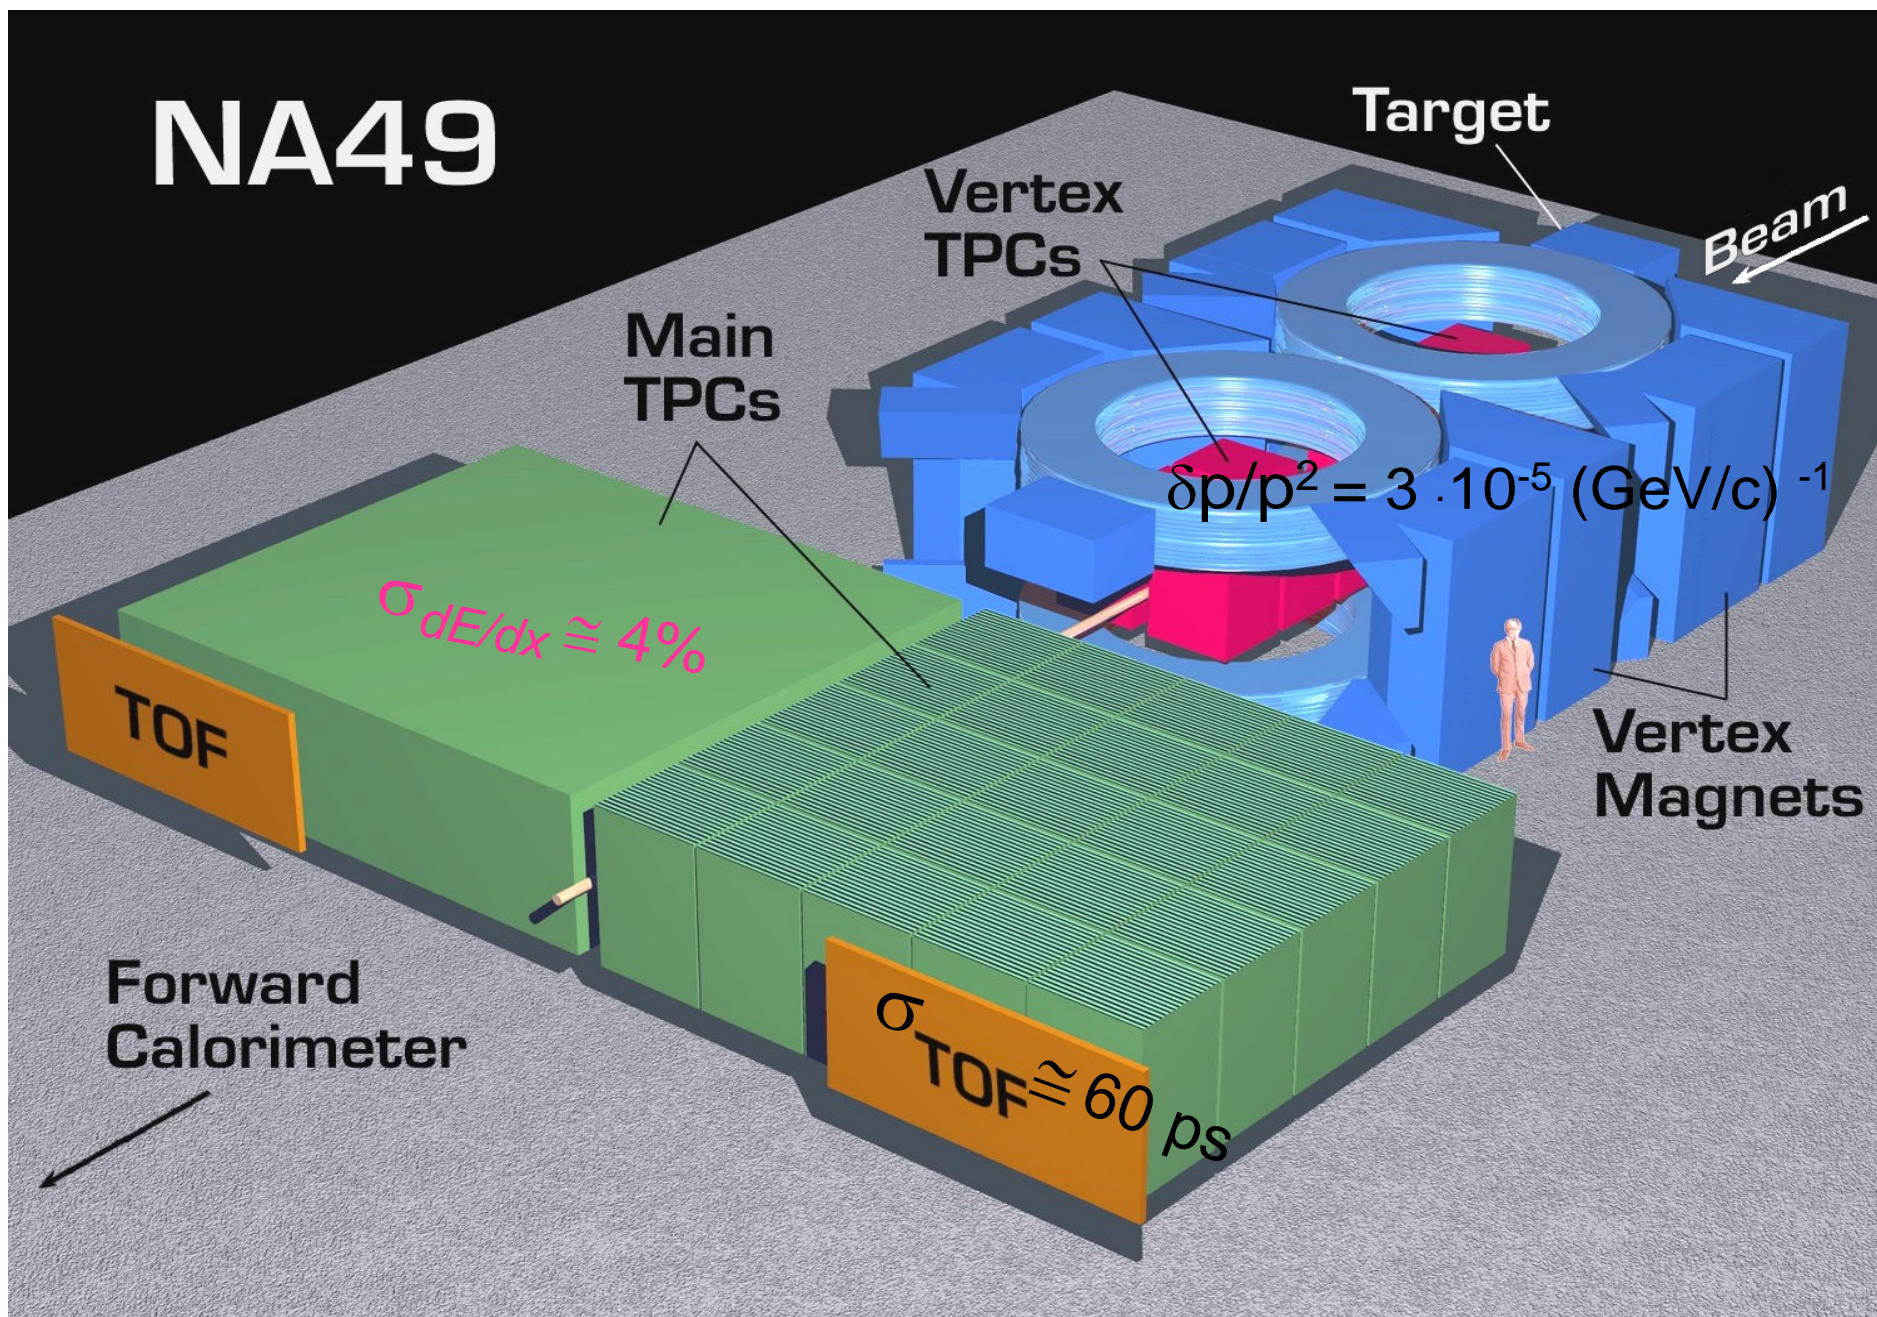 NA49
Target
Beam
Vertex
TPCs
Main
TPCs
δp/p² = 3 ·10⁻⁵ (GeV/c) ⁻¹
σ dE/dx ≅ 4%
TOF
Vertex
Magnets
Forward
Calorimeter
σ TOF ≅ 60 ps